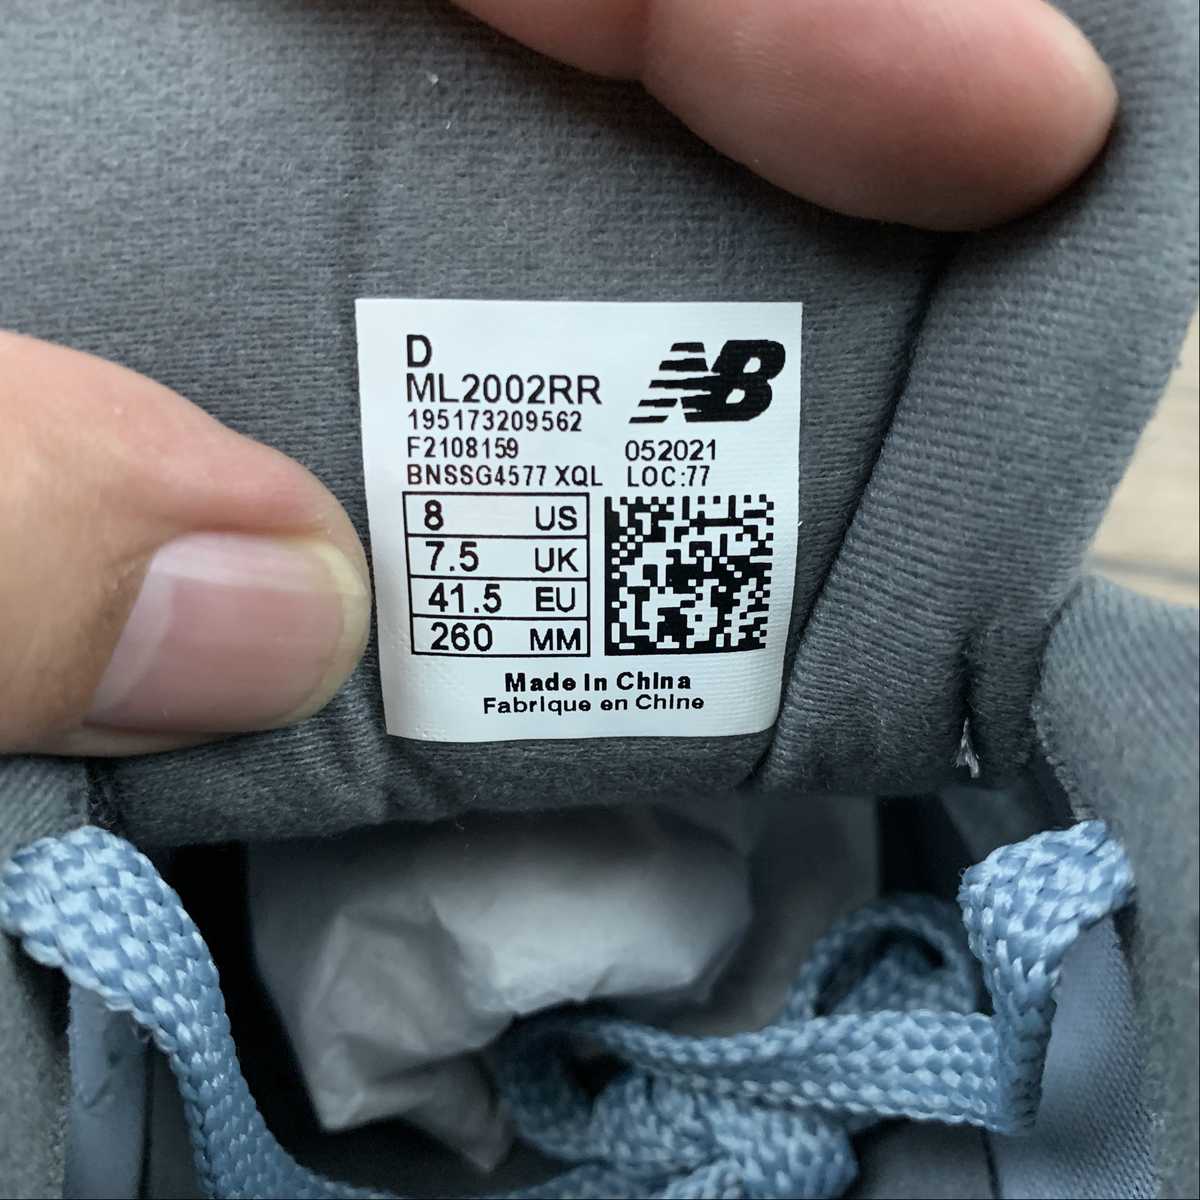 D
ML2002RR
NB
195173209562
F2108159 052021
BNSSG4577 XQL LOC:77
8 US
7.5 UK
41.5 EU
260 MM
Made In China
Fabrique en Chine